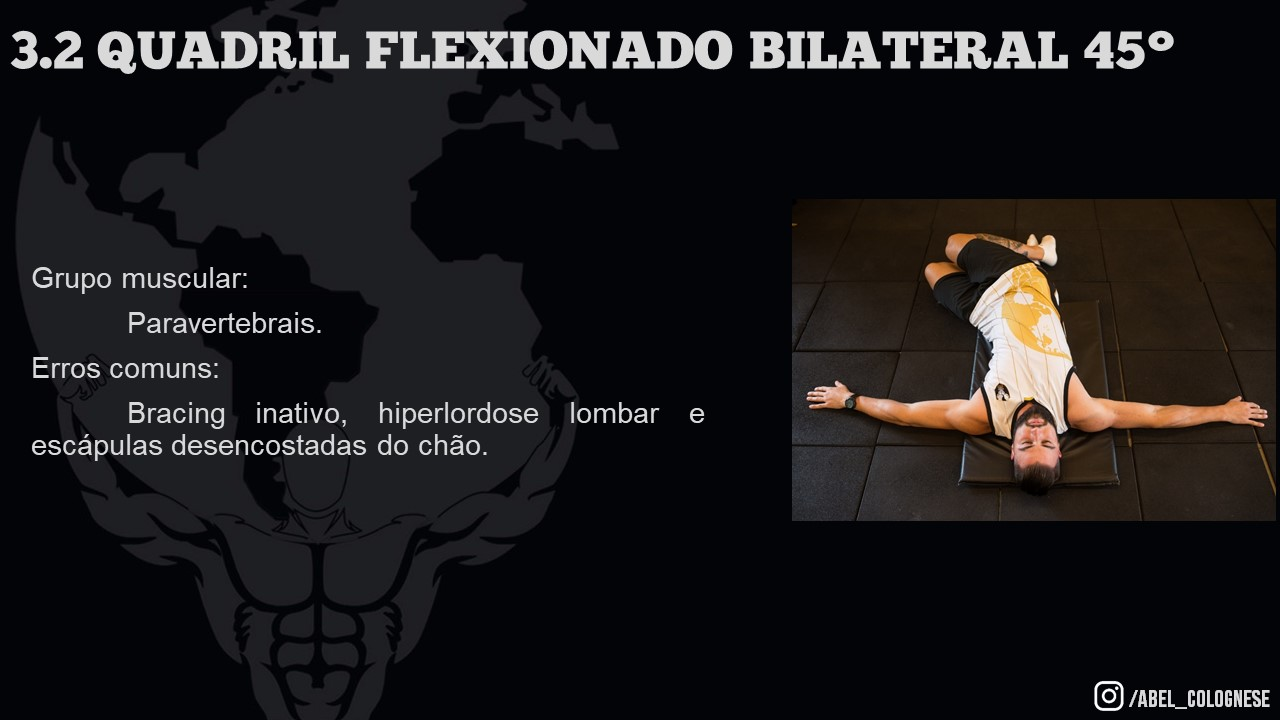 3.2 QUADRIL FLEXIONADO BILATERAL 45º
Grupo muscular:
Paravertebrais.
Erros comuns:
Bracing inativo, hiperlordose lombar e
escápulas desencostadas do chão.
/ABEL_COLOGNESE